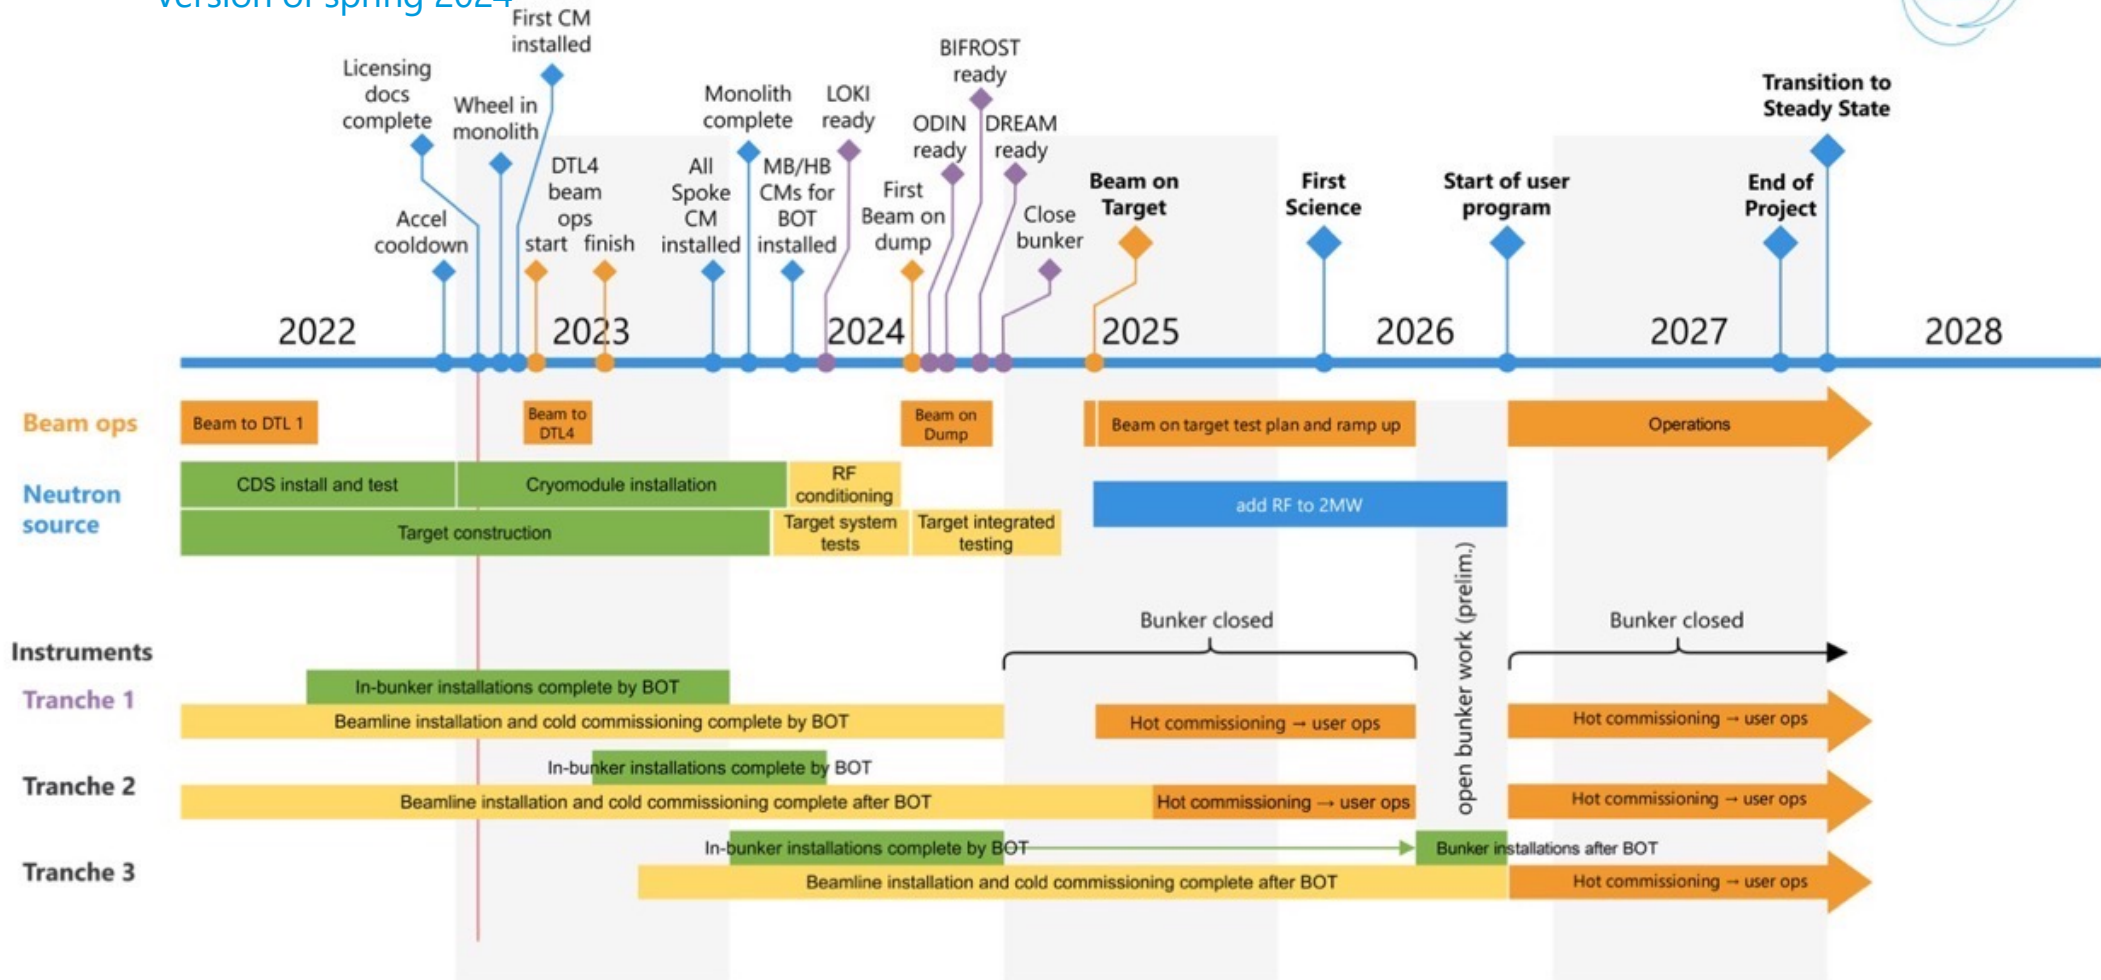 version of spring 2024
First CM
installed
Licensing
docs
complete
Wheel in
monolith
Accel
cooldown
DTL4
beam
ops
start finish
All
Spoke
CM
installed
Monolith
complete
MB/HB
CMs for
BOT
installed
LOKI
ready
First
Beam on
dump
ODIN
ready
BIFROST
ready
DREAM
ready
Close
bunker
Beam on
Target
First
Science
Start of user
program
End of
Project
Transition to
Steady State
2022 2023 2024 2025 2026 2027 2028
Beam ops
Beam to DTL 1
Beam to
DTL4
Beam on
Dump
Beam on target test plan and ramp up
Operations
Neutron
source
CDS install and test
Cryomodule installation
RF
conditioning
Target construction
Target system
tests
Target integrated
testing
add RF to 2MW
open bunker work (prelim.)
Bunker closed
Bunker closed
Instruments
Tranche 1
In-bunker installations complete by BOT
Beamline installation and cold commissioning complete by BOT
Hot commissioning → user ops
Hot commissioning → user ops
Tranche 2
In-bunker installations complete by BOT
Beamline installation and cold commissioning complete after BOT
Hot commissioning → user ops
Hot commissioning → user ops
Tranche 3
In-bunker installations complete by BOT
Bunker installations after BOT
Beamline installation and cold commissioning complete after BOT
Hot commissioning → user ops